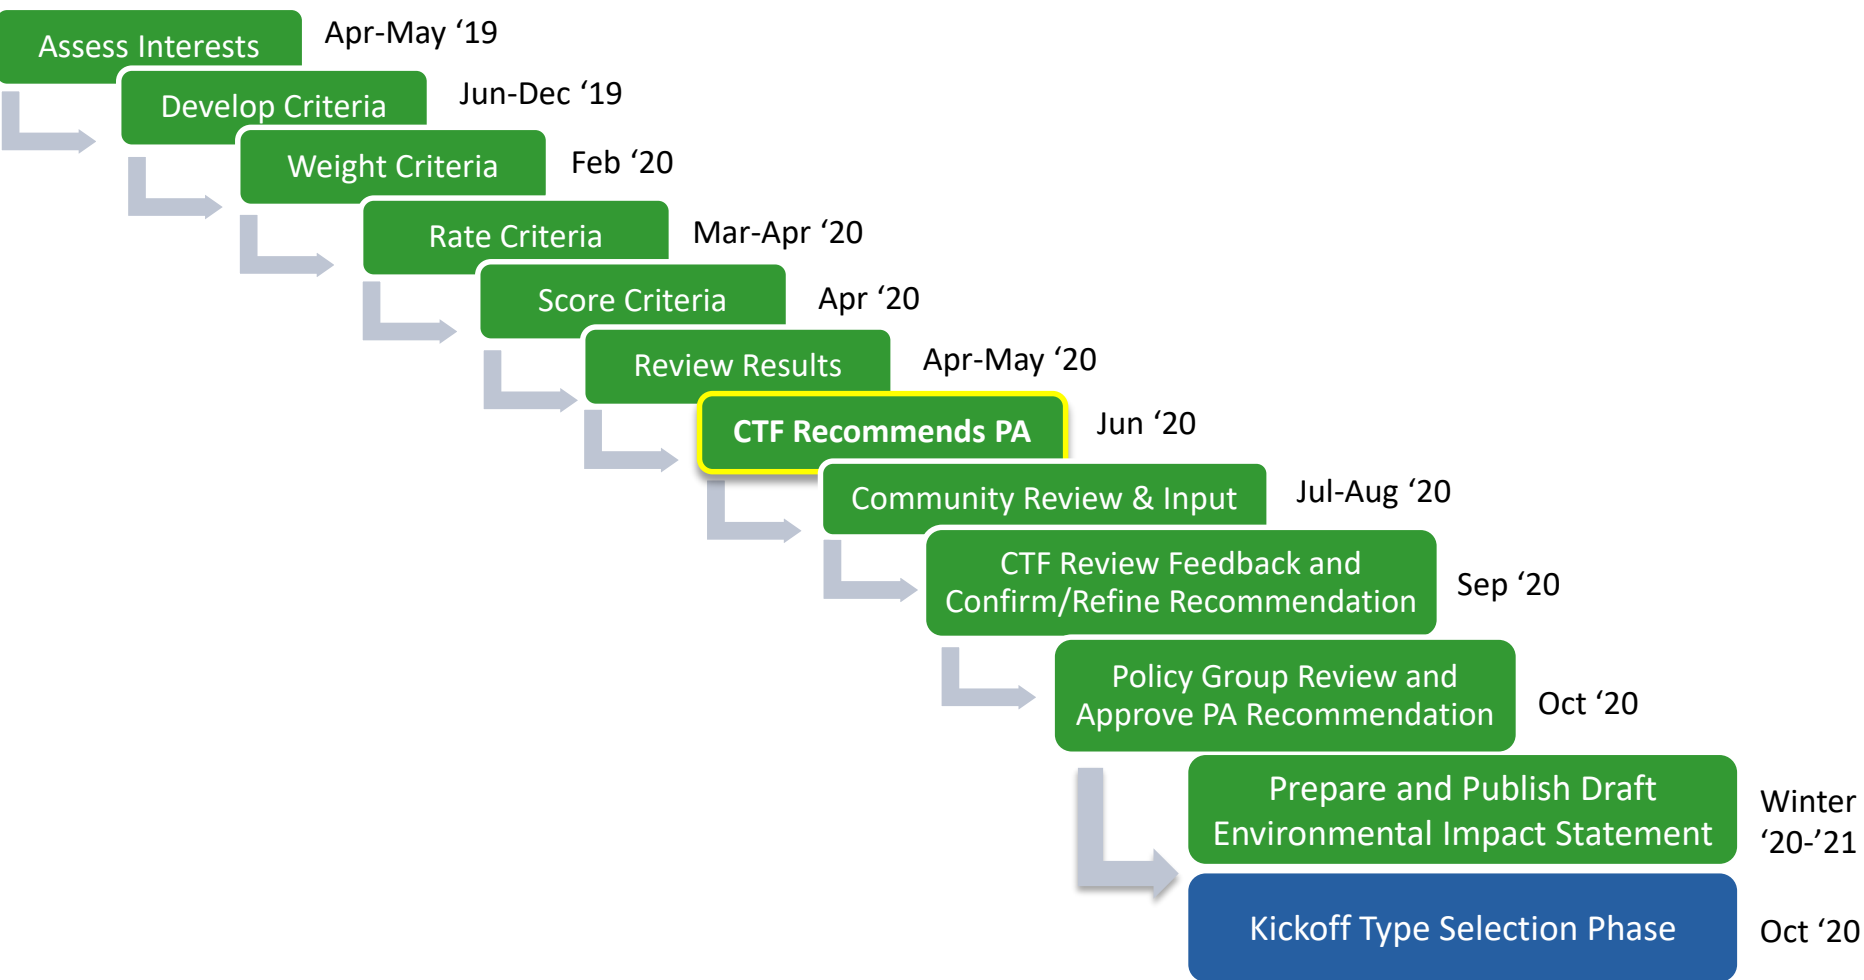 Assess Interests
Apr-May ‘19
Develop Criteria
Jun-Dec ‘19
Weight Criteria
Feb ‘20
Rate Criteria
Mar-Apr ‘20
Score Criteria
Apr ‘20
Review Results
Apr-May ‘20
CTF Recommends PA
Jun ‘20
Community Review & Input
Jul-Aug ‘20
CTF Review Feedback and
Confirm/Refine Recommendation
Sep ‘20
Policy Group Review and
Approve PA Recommendation
Oct ‘20
Prepare and Publish Draft
Environmental Impact Statement
Winter
‘20-’21
Kickoff Type Selection Phase
Oct ‘20